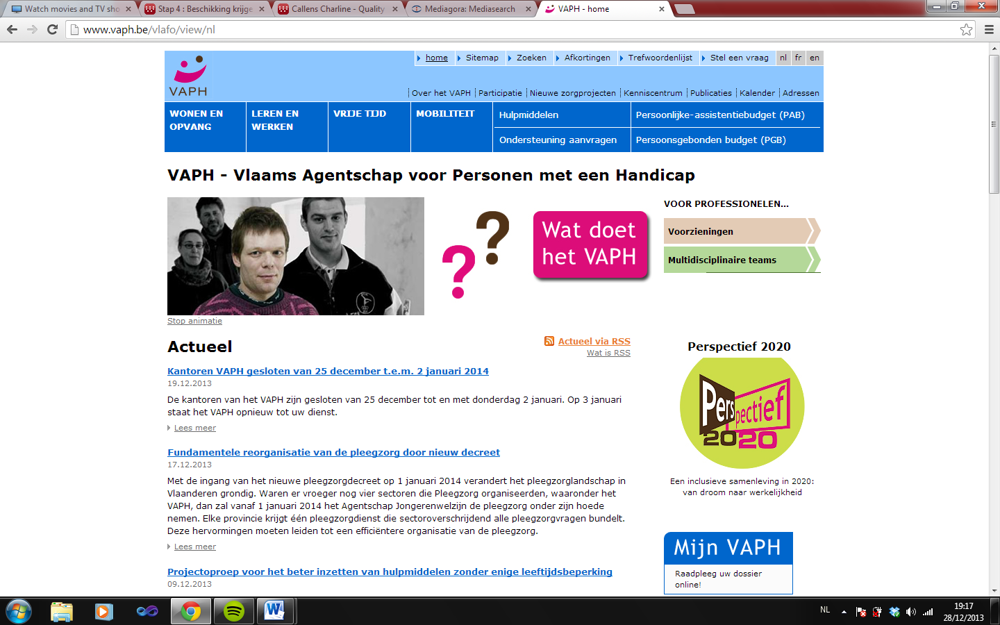 Watch movies and TV sho
Stap 4 : Beschikking krijge
Callens Charline - Quality
Mediagora: Mediasearch
VAPH - home
www.vaph.be/vlafo/view/nl
VAPH
home Sitemap Zoeken Afkortingen Trefwoordenlijst Stel een vraag nl fr en
Over het VAPH Participatie Nieuwe zorgprojecten Kenniscentrum Publicaties Kalender Adressen
WONEN EN
OPVANG
LEREN EN
WERKEN
VRIJE TIJD
MOBILITEIT
Hulpmiddelen
Ondersteuning aanvragen
Persoonlijke-assistentiebudget (PAB)
Persoonsgebonden budget (PGB)
VAPH - Vlaams Agentschap voor Personen met een Handicap
? ?
Wat doet
het VAPH
VOOR PROFESSIONELEN...
Voorzieningen
Multidisciplinaire teams
Stop animatie
Actueel
Actueel via RSS
Wat is RSS
Kantoren VAPH gesloten van 25 december t.e.m. 2 januari 2014
19.12.2013
De kantoren van het VAPH zijn gesloten van 25 december tot en met donderdag 2 januari. Op 3 januari
staat het VAPH opnieuw tot uw dienst.
Lees meer
Fundamentele reorganisatie van de pleegzorg door nieuw decreet
17.12.2013
Met de ingang van het nieuwe pleegzorgdecreet op 1 januari 2014 verandert het pleegzorglandschap in
Vlaanderen grondig. Waren er vroeger nog vier sectoren die Pleegzorg organiseerden, waaronder het
VAPH, dan zal vanaf 1 januari 2014 het Agentschap Jongerenwelzijn de pleegzorg onder zijn hoede
nemen. Elke provincie krijgt één pleegzorgdienst die sectoroverschrijdend alle pleegzorgvragen bundelt.
Deze hervormingen moeten leiden tot een efficiëntere organisatie van de pleegzorg.
Lees meer
Projectoproep voor het beter inzetten van hulpmiddelen zonder enige leeftijdsbeperking
09.12.2013
Perspectief 2020
Perspectief
2020
Een inclusieve samenleving in 2020:
van droom naar werkelijkheid
Mijn VAPH
Raadpleeg uw dossier
online!
NL
19:17
28/12/2013